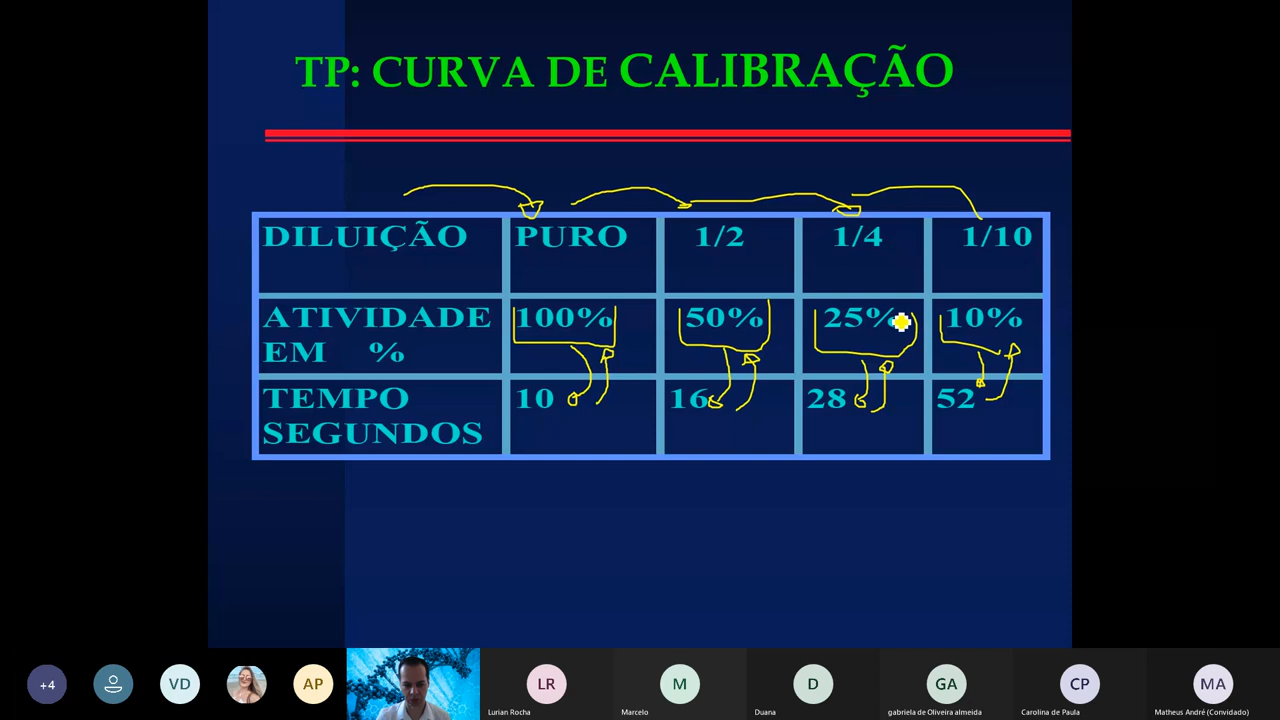 TP: CURVA DE CALIBRAÇÃO
DILUIÇÃO PURO 1/2 1/4 1/10
ATIVIDADE EM % 100% 50% 25% 10%
TEMPO SEGUNDOS 10 16 28 52
+4 VD AP LR M D GA CP MA
Lurian Rocha Marcelo Duana gabriela de Oliveira almeida Carolina de Paula Matheus André (Convidado)